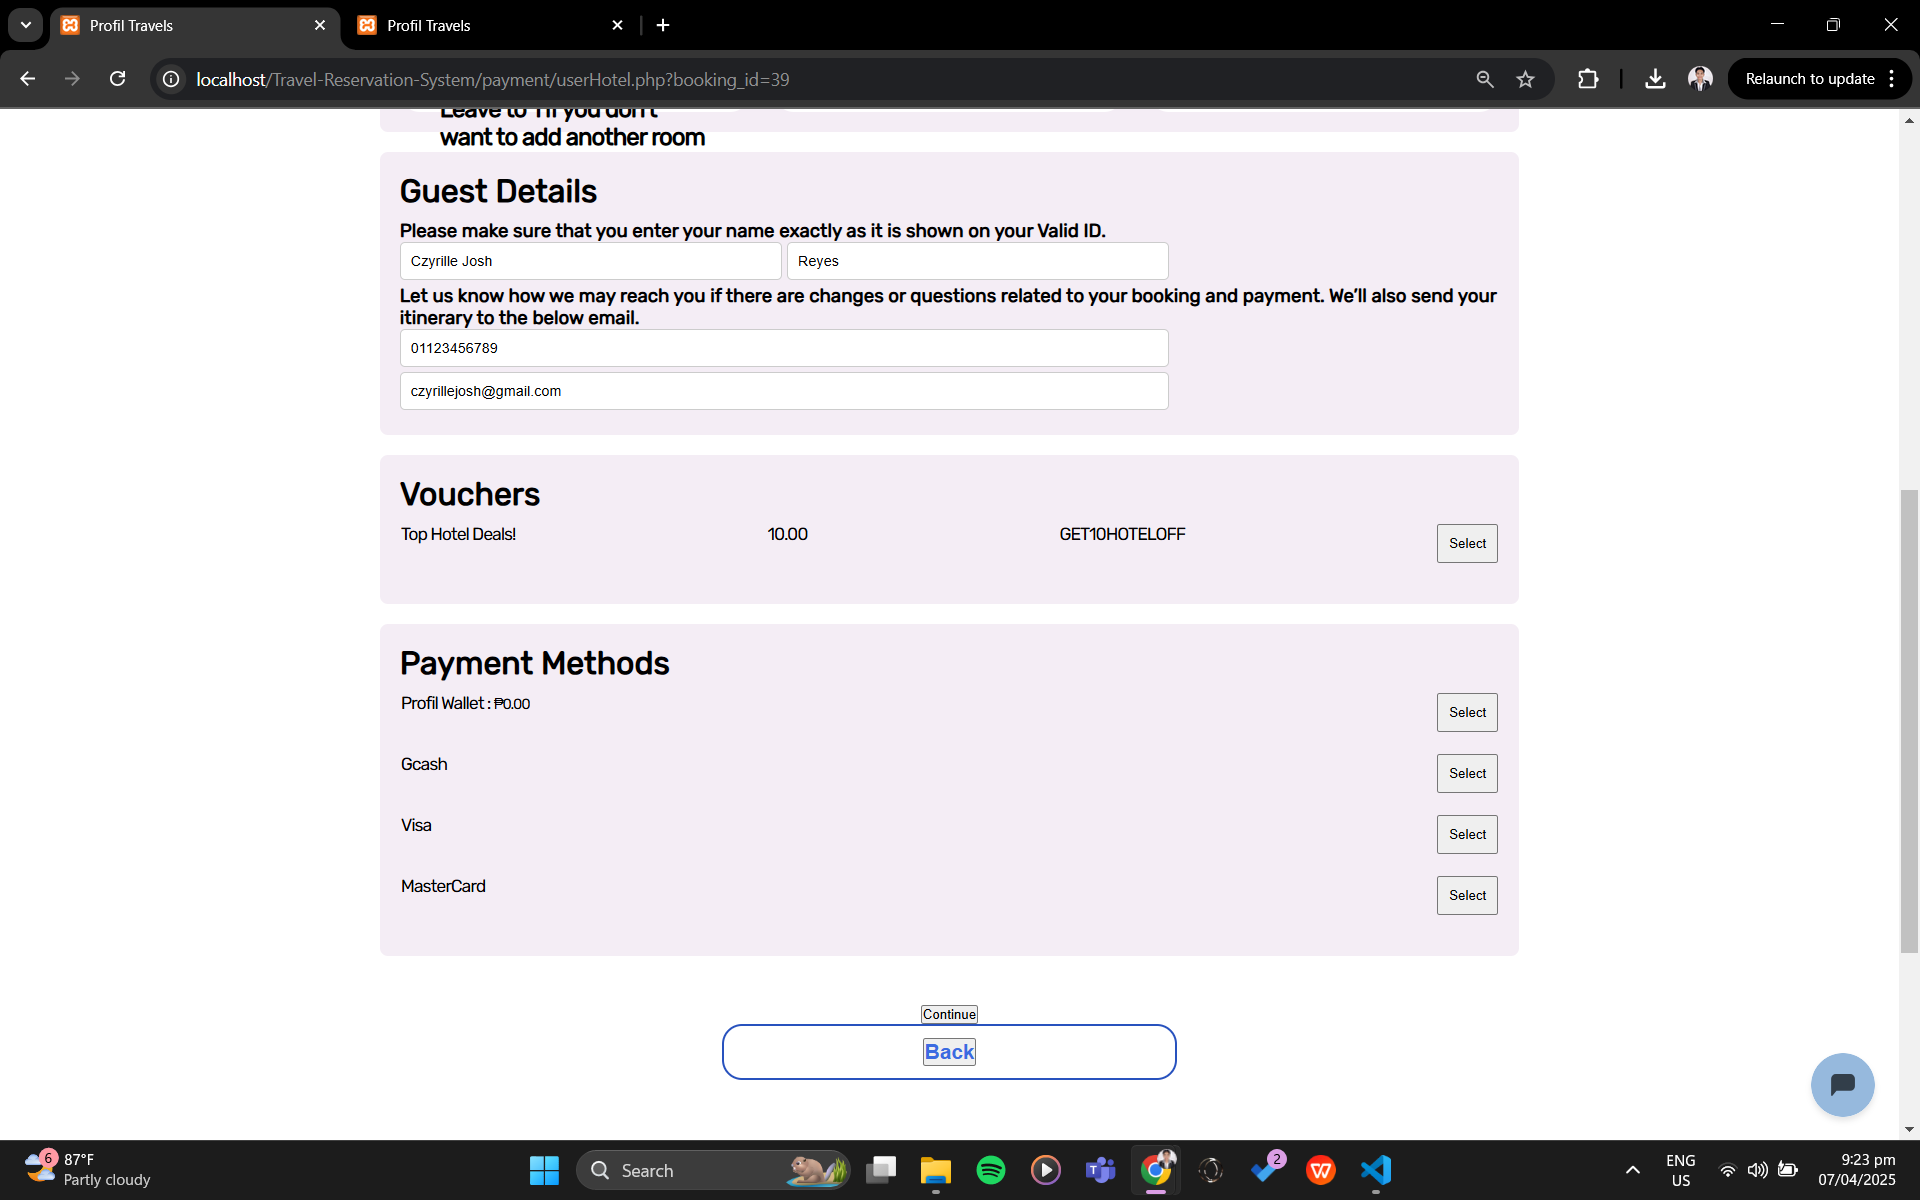 Profil Travels
Profil Travels
localhost/Travel-Reservation-System/payment/userHotel.php?booking_id=39
Relaunch to update
Leave to '1' if you don't
want to add another room
Guest Details
Please make sure that you enter your name exactly as it is shown on your Valid ID.
Czyrille Josh
Reyes
Let us know how we may reach you if there are changes or questions related to your booking and payment. We'll also send your
itinerary to the below email.
01123456789
czyrillejosh@gmail.com
Vouchers
Top Hotel Deals! 10.00 GET10HOTELOFF Select
Payment Methods
Profil Wallet : ₱0.00 Select
Gcash Select
Visa Select
MasterCard Select
Continue
Back
6
87°F
Partly cloudy
Search
2
ENG
US
9:23 pm
07/04/2025